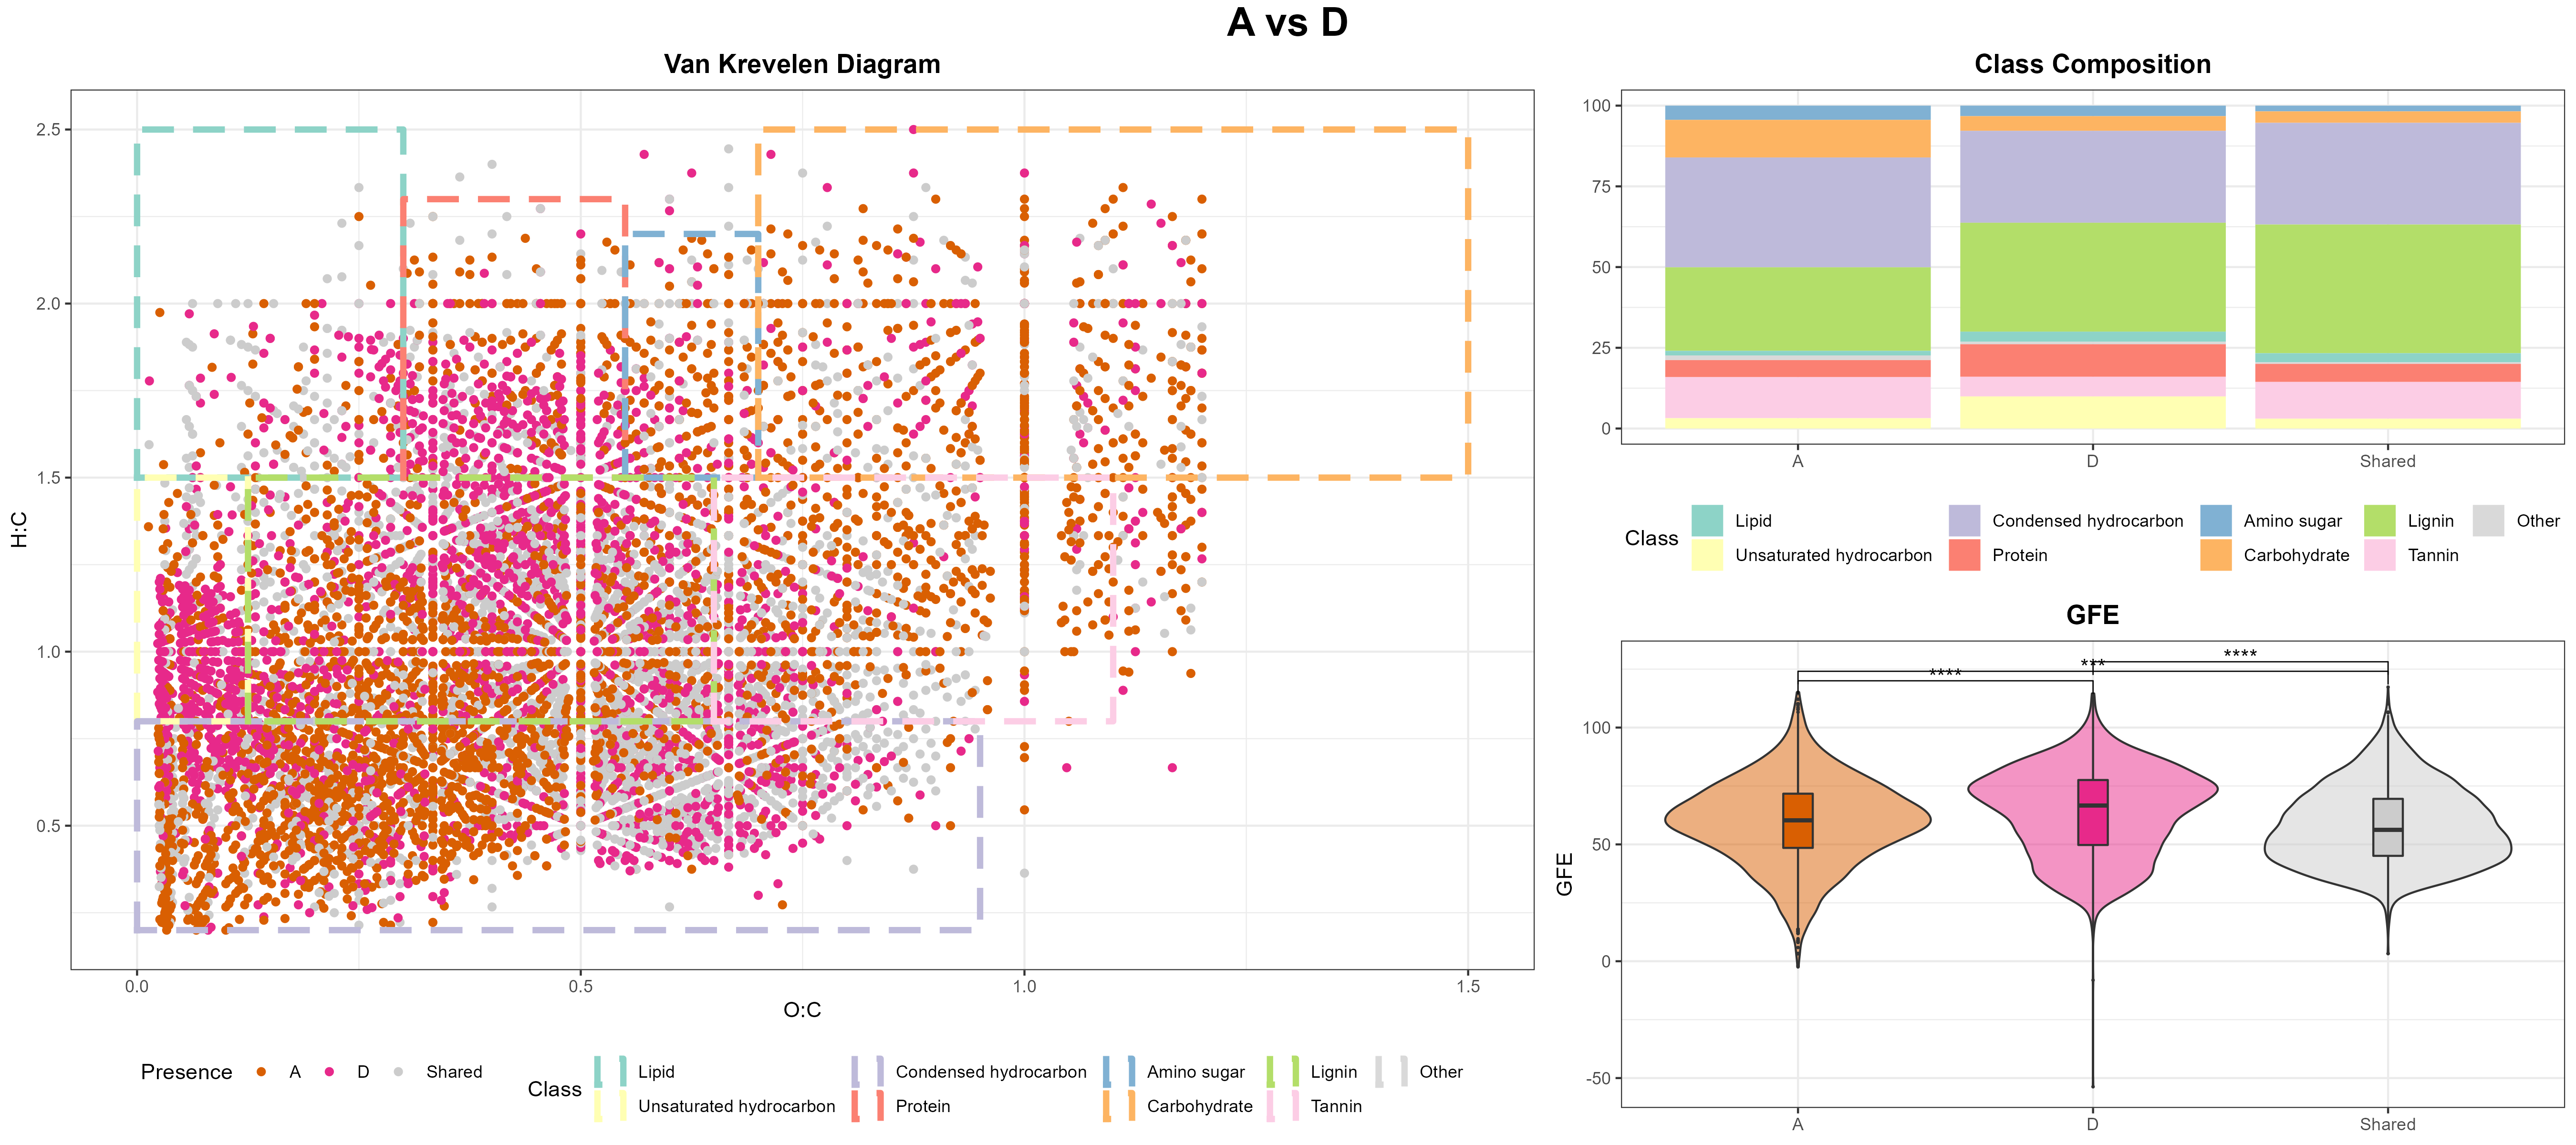 A vs D
Van Krevelen Diagram
2.5
2.0
1.5
1.0
0.5
H:C
0.0 0.5 1.0 1.5
O:C
Presence A D Shared
Class
Lipid Condensed hydrocarbon Amino sugar Lignin Other
Unsaturated hydrocarbon Protein Carbohydrate Tannin
Class Composition
100
75
50
25
0
A D Shared
Class
Lipid Condensed hydrocarbon Amino sugar Lignin Other
Unsaturated hydrocarbon Protein Carbohydrate Tannin
GFE
**** *** ****
100
50
0
-50
GFE
A D Shared